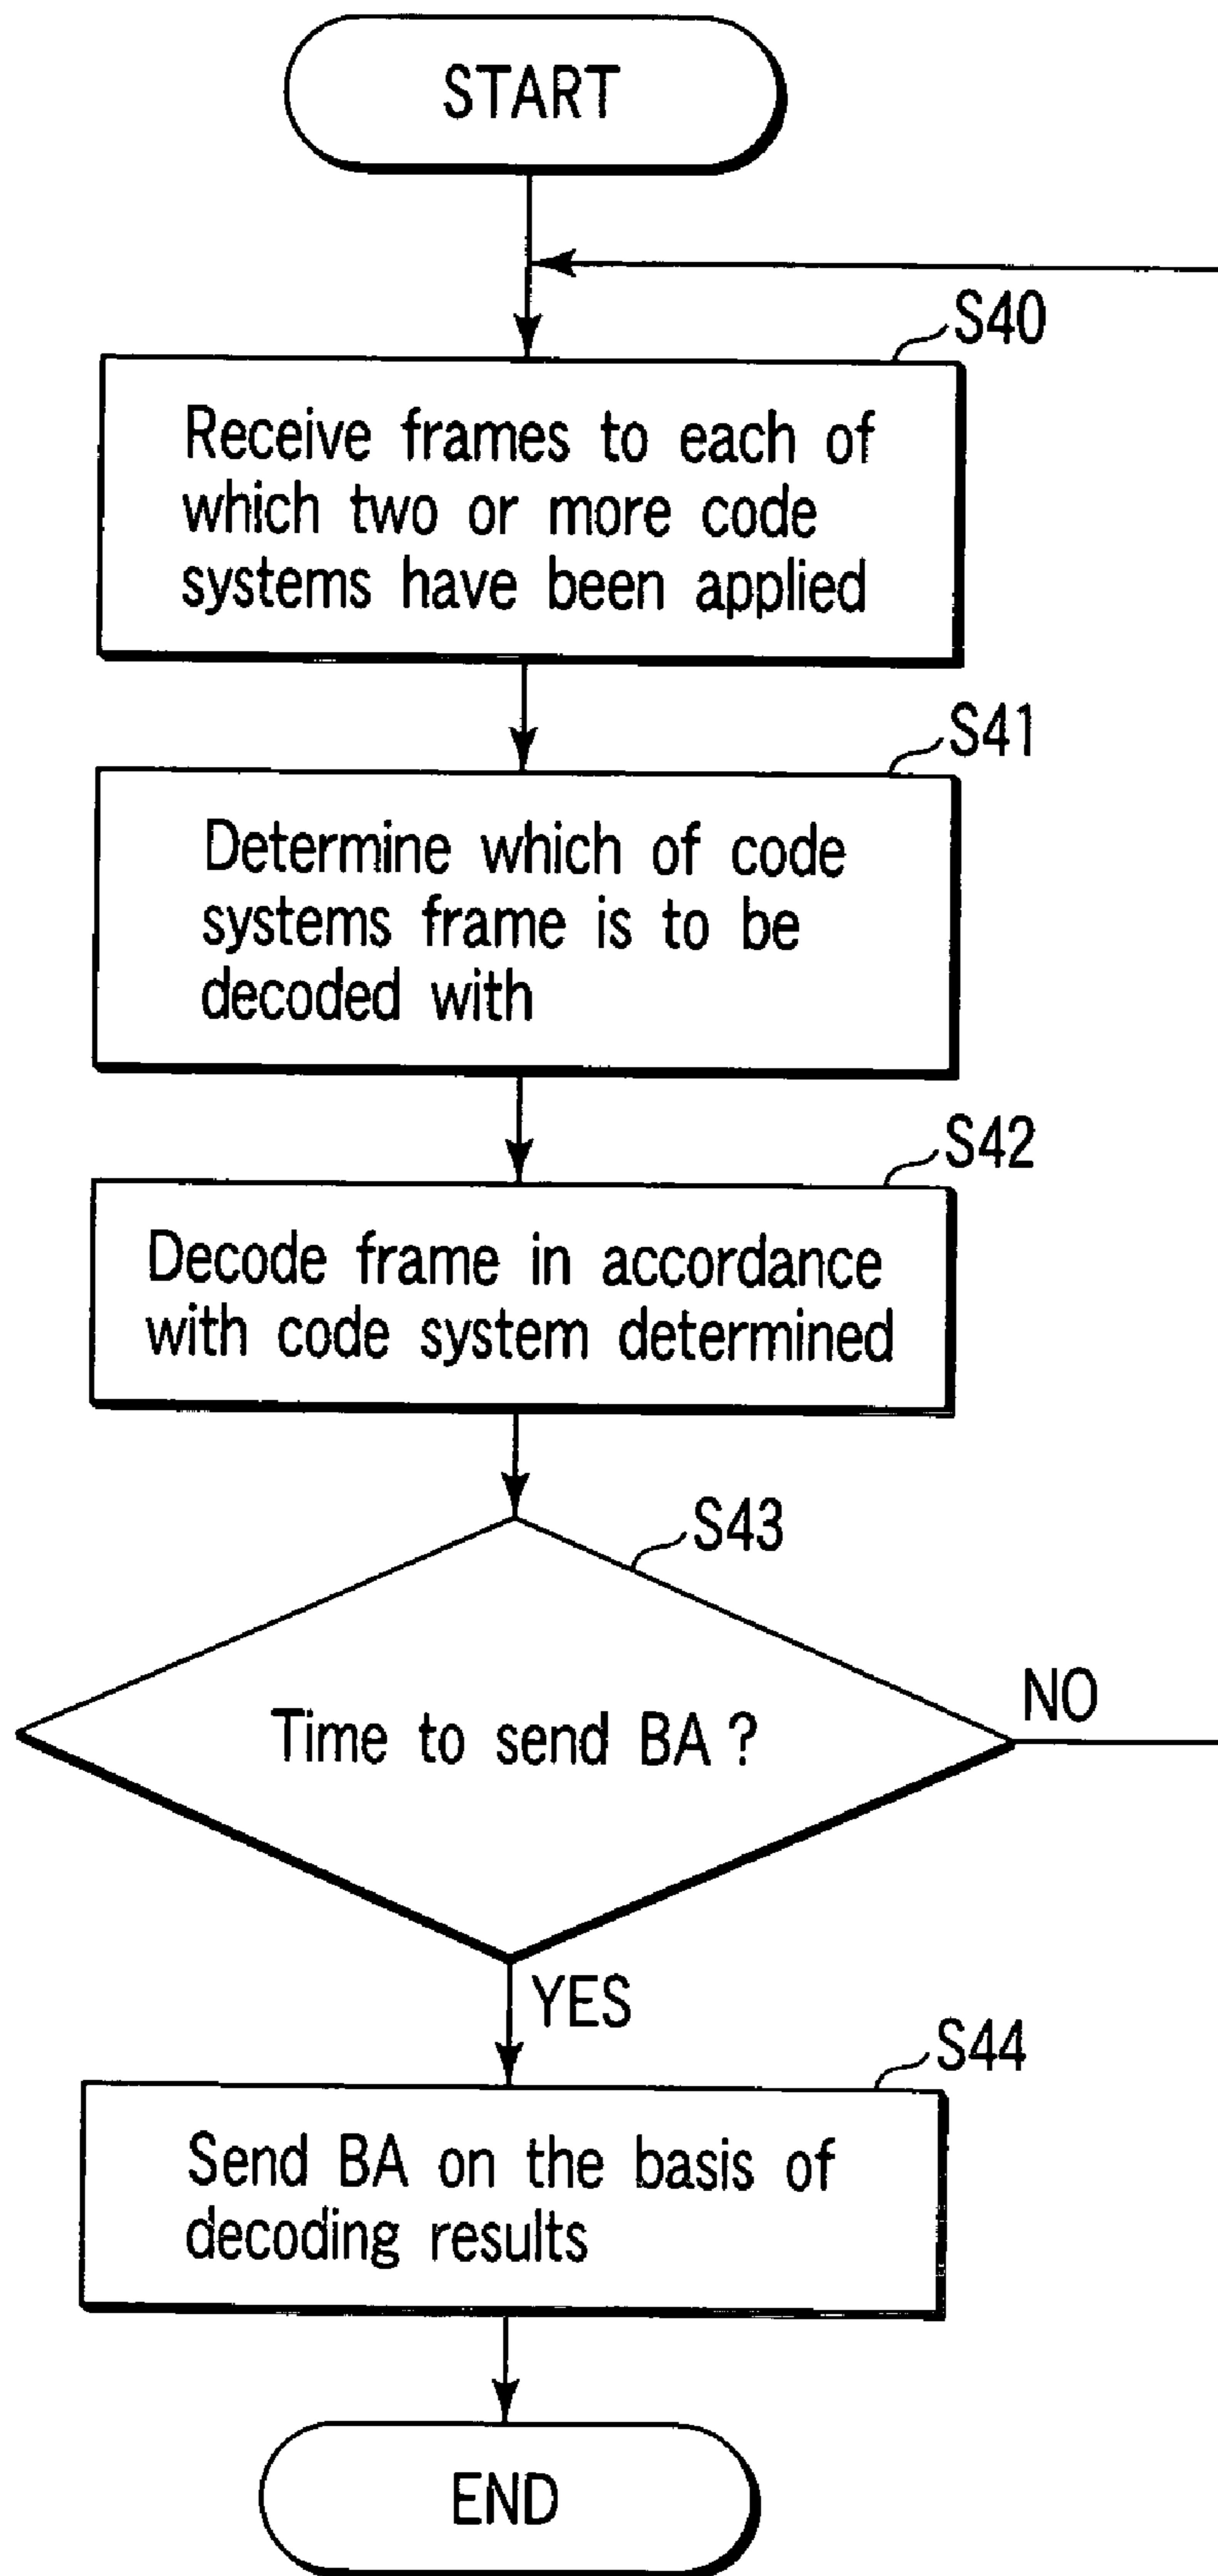 START
S40
Receive frames to each of
which two or more code
systems have been applied
S41
Determine which of code
systems frame is to be
decoded with
S42
Decode frame in accordance
with code system determined
S43
Time to send BA ?
NO
YES
S44
Send BA on the basis of
decoding results
END